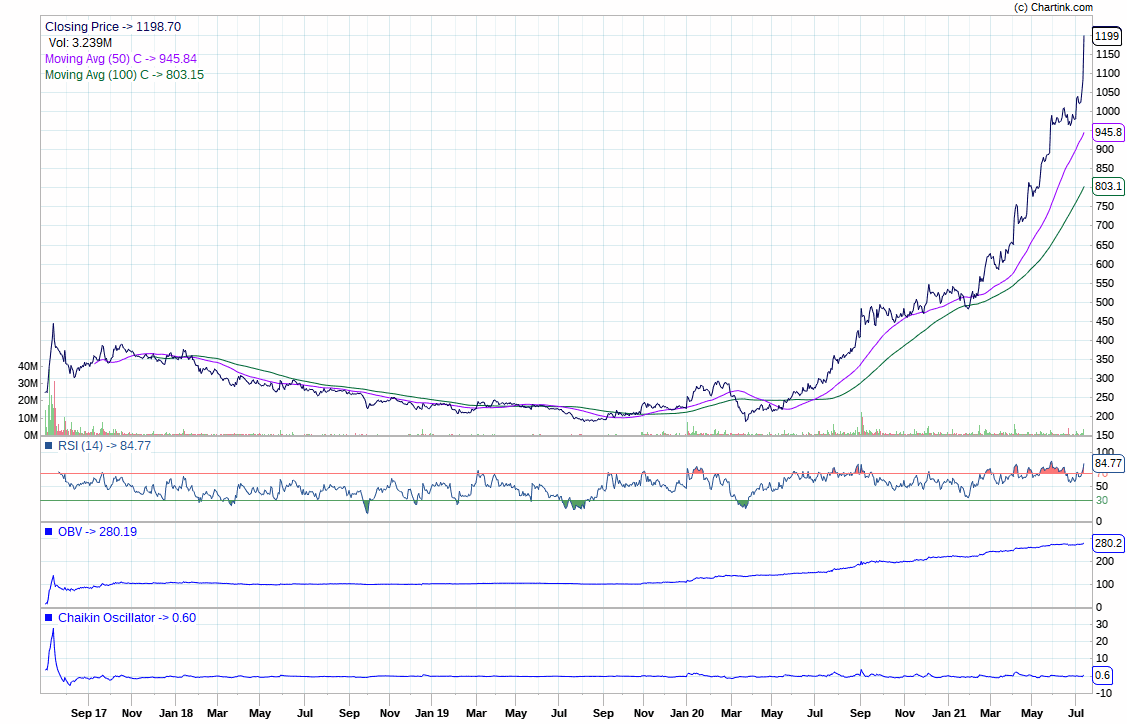 (c) Chartink.com
Closing Price -> 1198.70
Vol: 3.239M
Moving Avg (50) C -> 945.84
Moving Avg (100) C -> 803.15
1199
1150
1100
1050
1000
945.8
900
850
803.1
750
700
650
600
550
500
450
400
350
300
250
200
150
40M
30M
20M
10M
0M
RSI (14) -> 84.77
100
84.77
70
50
30
0
OBV -> 280.19
280.2
200
100
0
Chaikin Oscillator -> 0.60
30
20
10
0.6
-10
Sep 17 Nov Jan 18 Mar May Jul Sep Nov Jan 19 Mar May Jul Sep Nov Jan 20 Mar May Jul Sep Nov Jan 21 Mar May Jul